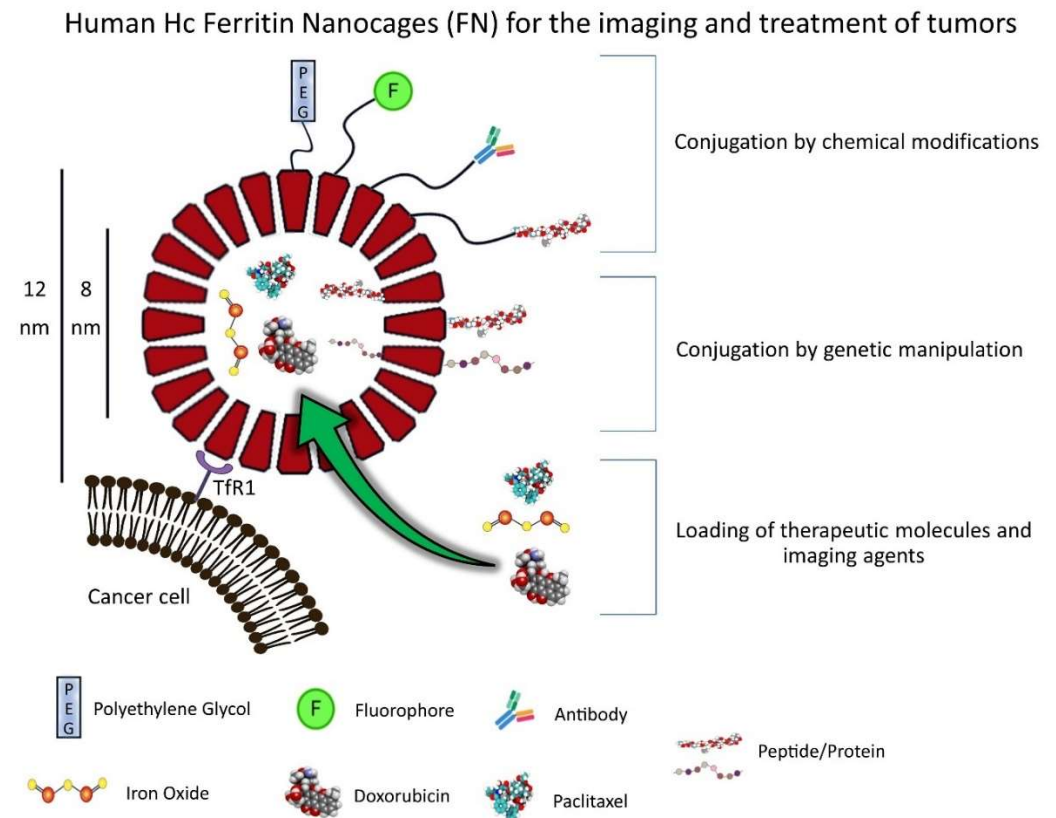 Human Hc Ferritin Nanocages (FN) for the imaging and treatment of tumors
P
E
G
F
Conjugation by chemical modifications
12
nm
8
nm
Conjugation by genetic manipulation
TfR1
Loading of therapeutic molecules and
imaging agents
Cancer cell
P
E
G
Polyethylene Glycol
F
Fluorophore
Antibody
Peptide/Protein
Iron Oxide
Doxorubicin
Paclitaxel